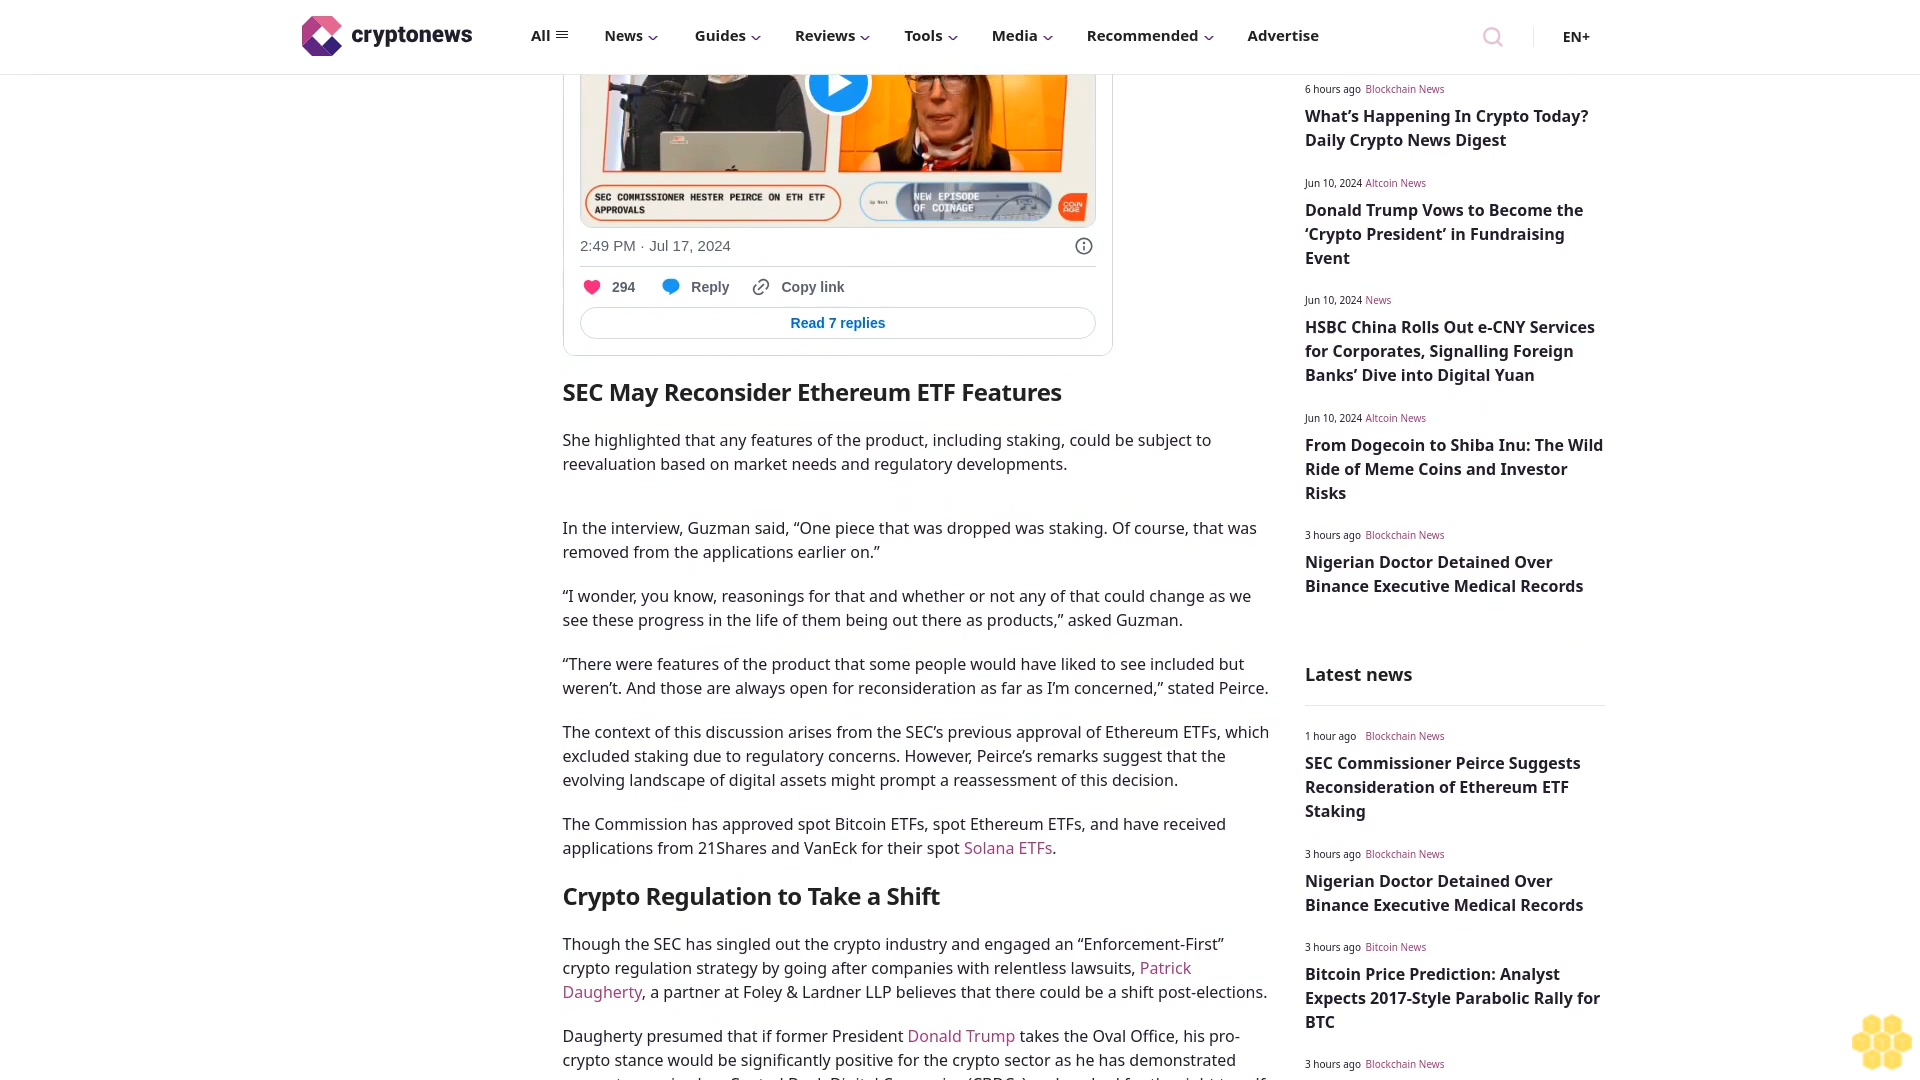 cryptonews
All
News
Guides
Reviews
Tools
Media
Recommended
Advertise
EN+
SEC COMMISSIONER HESTER PEIRCE ON ETH ETF
APPROVALS
Up Next
NEW EPISODE
OF COINAGE
COIN
AGE
2:49 PM · Jul 17, 2024
294
Reply
Copy link
Read 7 replies
SEC May Reconsider Ethereum ETF Features
She highlighted that any features of the product, including staking, could be subject to
reevaluation based on market needs and regulatory developments.
In the interview, Guzman said, “One piece that was dropped was staking. Of course, that was
removed from the applications earlier on.”
“I wonder, you know, reasonings for that and whether or not any of that could change as we
see these progress in the life of them being out there as products,” asked Guzman.
“There were features of the product that some people would have liked to see included but
weren’t. And those are always open for reconsideration as far as I’m concerned,” stated Peirce.
The context of this discussion arises from the SEC’s previous approval of Ethereum ETFs, which
excluded staking due to regulatory concerns. However, Peirce’s remarks suggest that the
evolving landscape of digital assets might prompt a reassessment of this decision.
The Commission has approved spot Bitcoin ETFs, spot Ethereum ETFs, and have received
applications from 21Shares and VanEck for their spot Solana ETFs.
Crypto Regulation to Take a Shift
Though the SEC has singled out the crypto industry and engaged an “Enforcement-First”
crypto regulation strategy by going after companies with relentless lawsuits, Patrick
Daugherty, a partner at Foley & Lardner LLP believes that there could be a shift post-elections.
Daugherty presumed that if former President Donald Trump takes the Oval Office, his pro-
crypto stance would be significantly positive for the crypto sector as he has demonstrated
6 hours ago Blockchain News
What’s Happening In Crypto Today?
Daily Crypto News Digest
Jun 10, 2024 Altcoin News
Donald Trump Vows to Become the
‘Crypto President’ in Fundraising
Event
Jun 10, 2024 News
HSBC China Rolls Out e-CNY Services
for Corporates, Signalling Foreign
Banks’ Dive into Digital Yuan
Jun 10, 2024 Altcoin News
From Dogecoin to Shiba Inu: The Wild
Ride of Meme Coins and Investor
Risks
3 hours ago Blockchain News
Nigerian Doctor Detained Over
Binance Executive Medical Records
Latest news
1 hour ago Blockchain News
SEC Commissioner Peirce Suggests
Reconsideration of Ethereum ETF
Staking
3 hours ago Blockchain News
Nigerian Doctor Detained Over
Binance Executive Medical Records
3 hours ago Bitcoin News
Bitcoin Price Prediction: Analyst
Expects 2017-Style Parabolic Rally for
BTC
3 hours ago Blockchain News